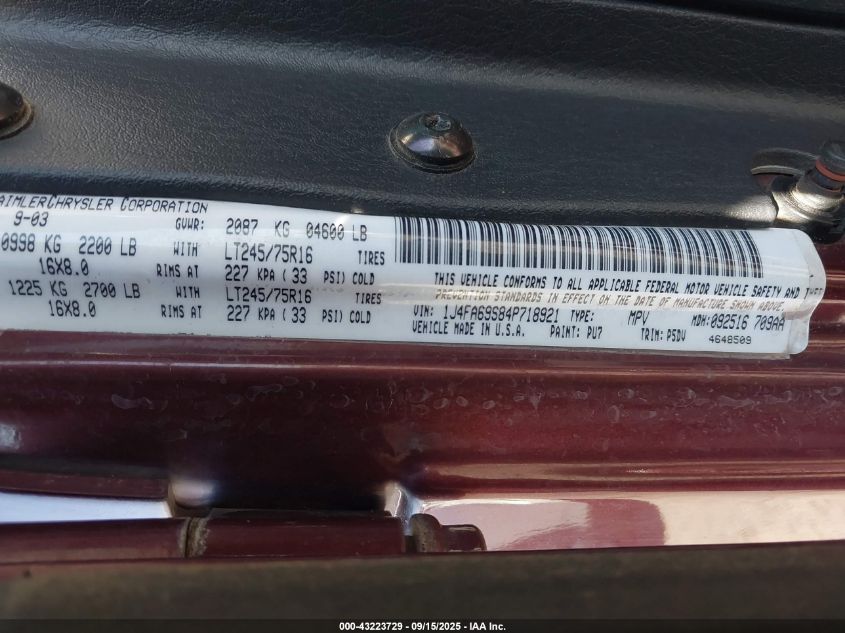 AIMLERCHRYSLER CORPORATION
9-03 GVWR: 2087 KG 04600 LB
0998 KG 2200 LB WITH LT245/75R16 TIRES
16X8.0 RIMS AT 227 KPA ( 33 PSI) COLD
1225 KG 2700 LB WITH LT245/75R16 TIRES
16X8.0 RIMS AT 227 KPA ( 33 PSI) COLD
THIS VEHICLE CONFORMS TO ALL APPLICABLE FEDERAL MOTOR VEHICLE SAFETY AND THEFT
PREVENTION STANDARDS IN EFFECT ON THE DATE OF MANUFACTURE SHOWN ABOVE.
VIN: 1J4FA69S84P718921 TYPE: MPV MDH:092516 709AA
VEHICLE MADE IN U.S.A. PAINT: PU7 TRIM: P5DV 4648509
000-43223729 - 09/15/2025 - IAA Inc.